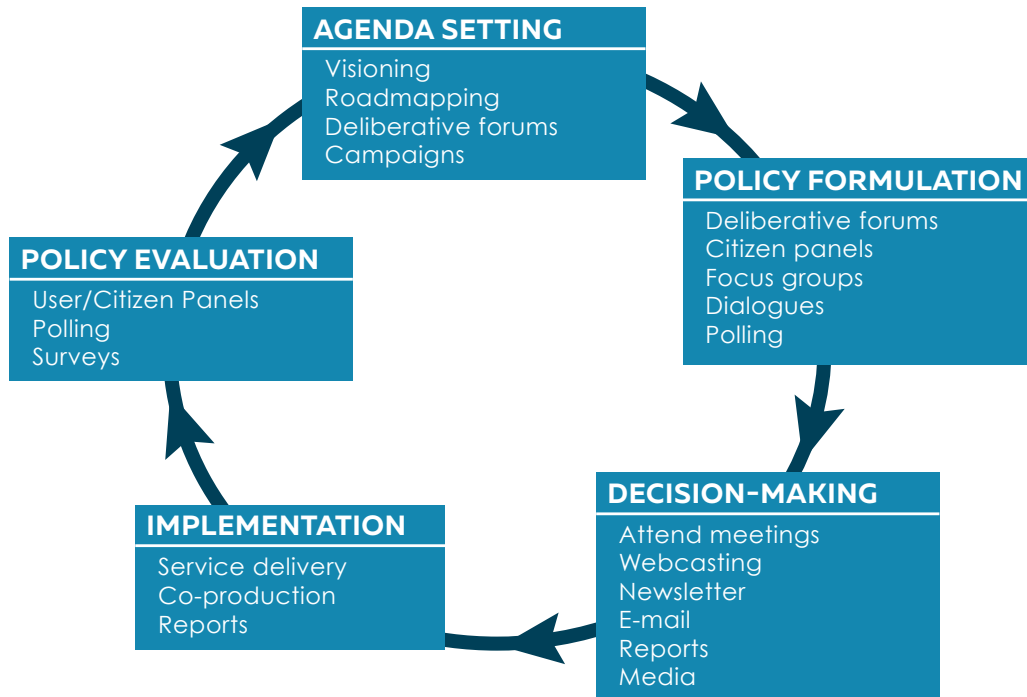 AGENDA SETTING
Visioning
Roadmapping
Deliberative forums
Campaigns
POLICY FORMULATION
Deliberative forums
Citizen panels
Focus groups
Dialogues
Polling
DECISION-MAKING
Attend meetings
Webcasting
Newsletter
E-mail
Reports
Media
IMPLEMENTATION
Service delivery
Co-production
Reports
POLICY EVALUATION
User/Citizen Panels
Polling
Surveys